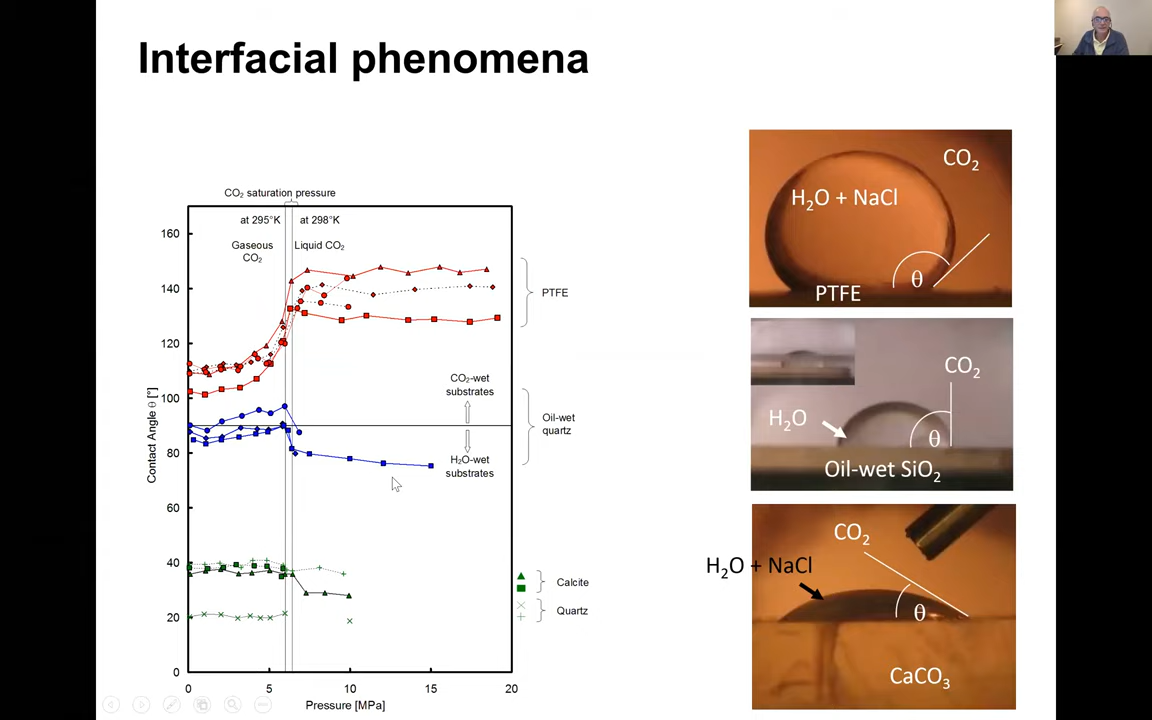 Interfacial phenomena
CO₂ saturation pressure
at 295°K
at 298°K
Gaseous
CO₂
Liquid CO₂
160
140
120
100
80
60
40
20
0
Contact Angle θ [°]
0
5
10
15
20
Pressure [MPa]
CO₂-wet
substrates
H₂O-wet
substrates
PTFE
Oil-wet
quartz
Calcite
Quartz
CO₂
H₂O + NaCl
θ
PTFE
CO₂
H₂O
θ
Oil-wet SiO₂
CO₂
H₂O + NaCl
θ
CaCO₃